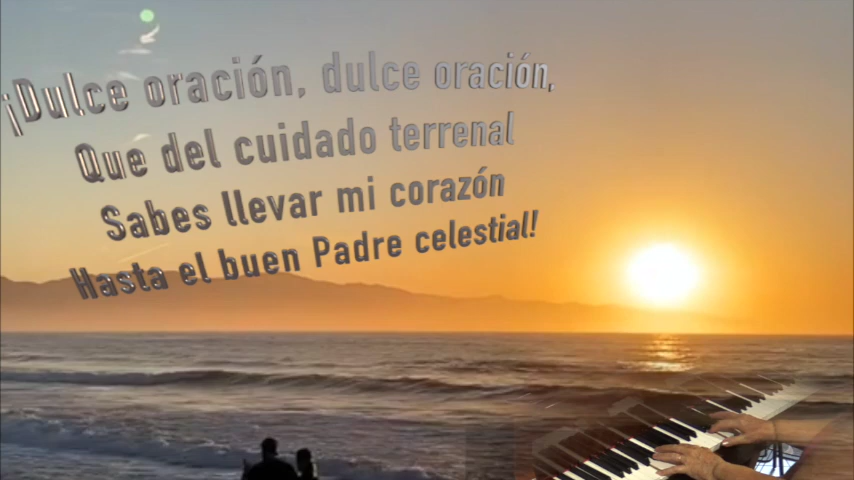 ¡Dulce oración, dulce oración,
Que del cuidado terrenal
Sabes llevar mi corazón
Hasta el buen Padre celestial!